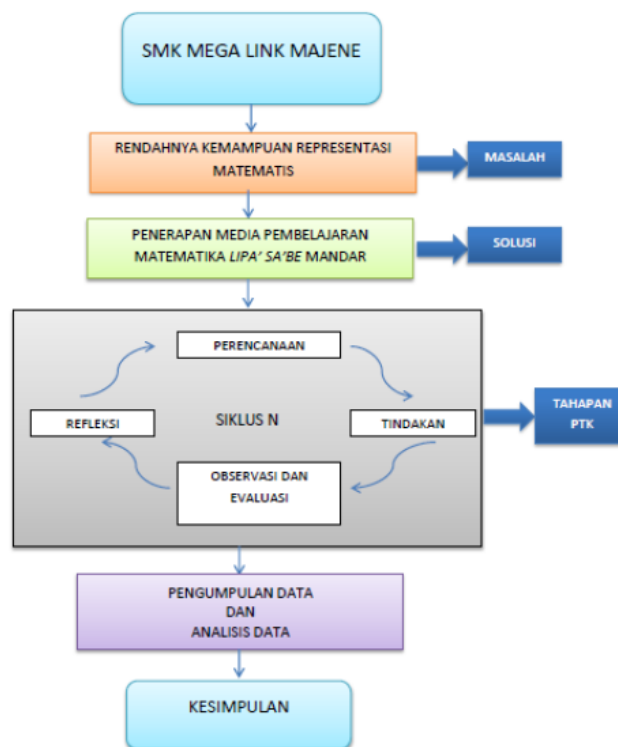 SMK MEGA LINK MAJENE
RENDAHNYA KEMAMPUAN REPRESENTASI
MATEMATIS
MASALAH
PENERAPAN MEDIA PEMBELAJARAN
MATEMATIKA LIPA’ SA’BE MANDAR
SOLUSI
PERENCANAAN
REFLEKSI
SIKLUS N
TINDAKAN
TAHAPAN
PTK
OBSERVASI DAN
EVALUASI
PENGUMPULAN DATA
DAN
ANALISIS DATA
KESIMPULAN